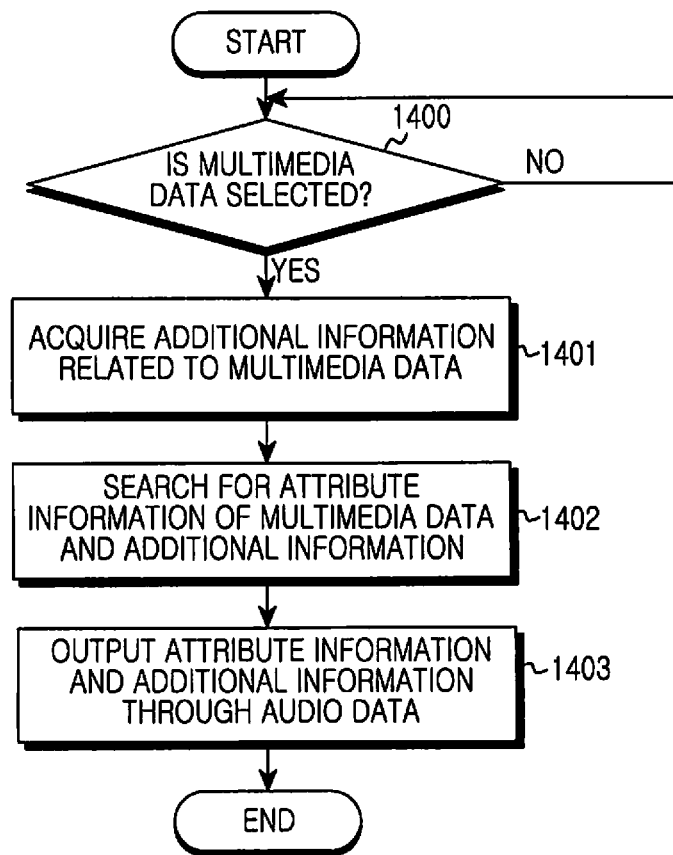 START
1400
IS MULTIMEDIA
DATA SELECTED?
NO
YES
ACQUIRE ADDITIONAL INFORMATION
RELATED TO MULTIMEDIA DATA
1401
SEARCH FOR ATTRIBUTE
INFORMATION OF MULTIMEDIA DATA
AND ADDITIONAL INFORMATION
1402
OUTPUT ATTRIBUTE INFORMATION
AND ADDITIONAL INFORMATION
THROUGH AUDIO DATA
1403
END